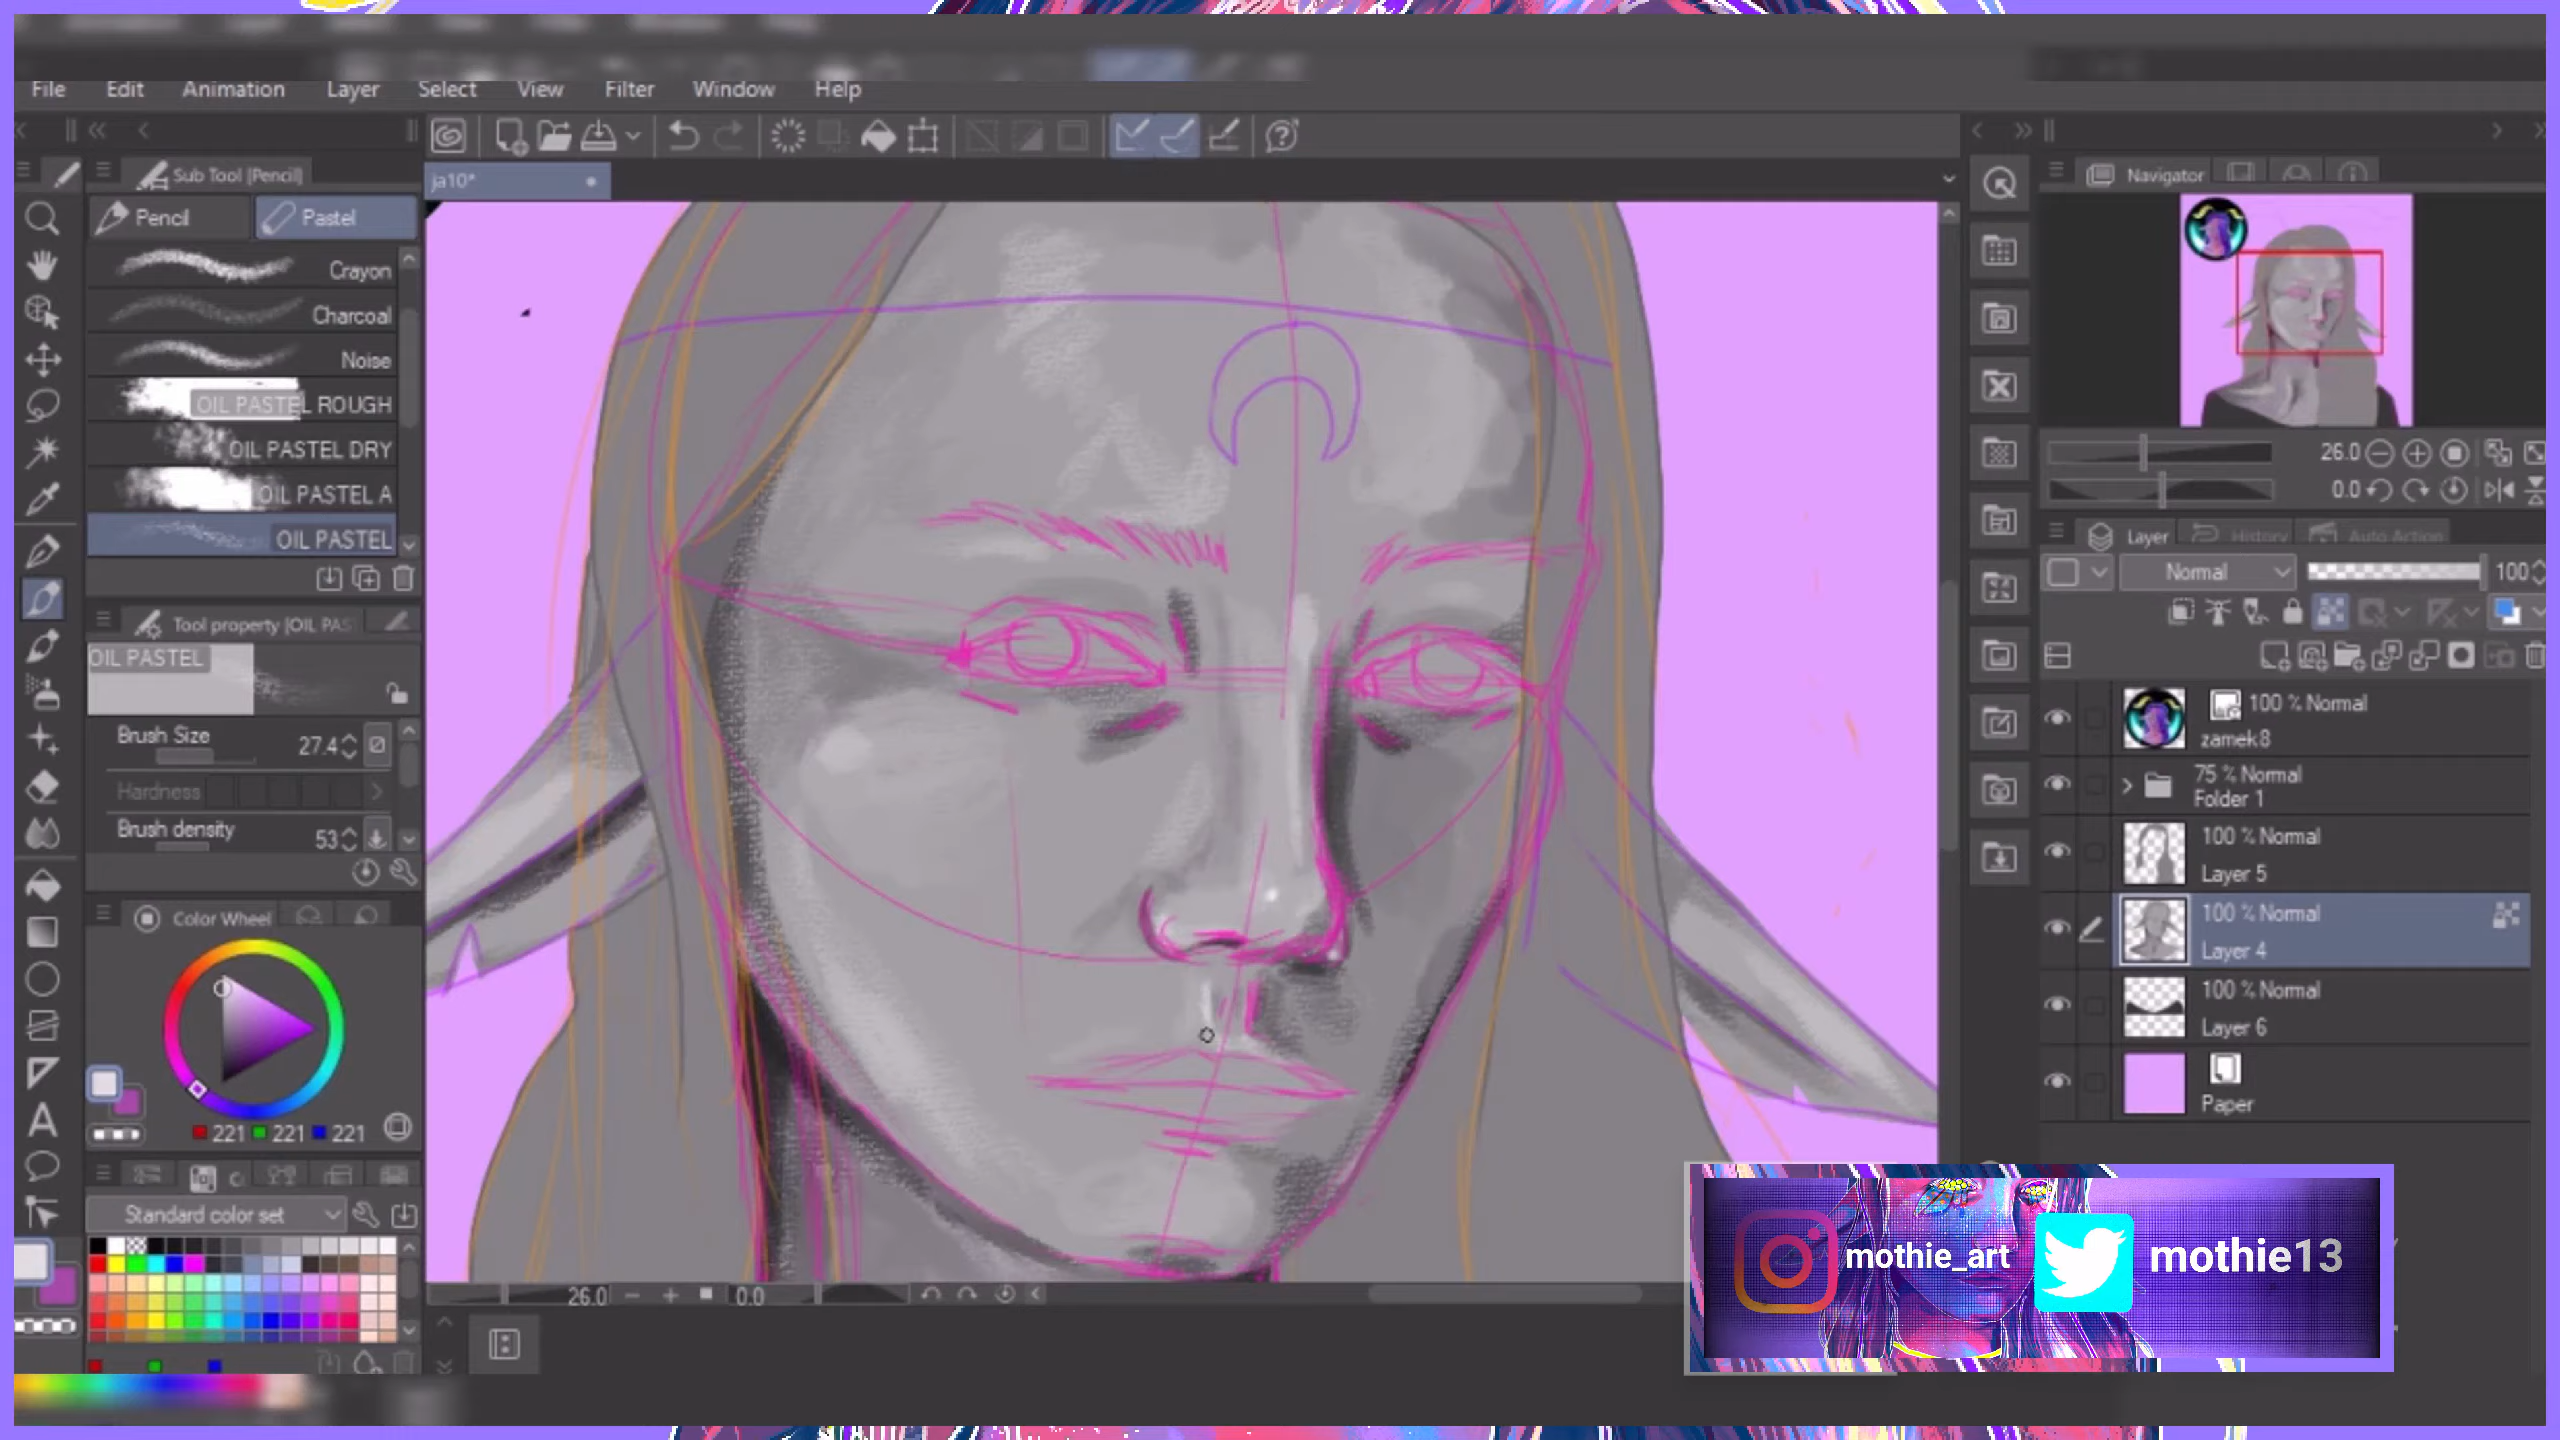 File Edit Animation Layer Select View Filter Window Help
Sub Tool [Pencil]
Pencil Pastel
Crayon
Charcoal
Noise
OIL PASTEL ROUGH
OIL PASTEL DRY
OIL PASTEL A
OIL PASTEL
Tool property [OIL PAS
OIL PASTEL
Brush Size 27.4
Hardness
Brush density 53
Color Wheel
221 221 221
Standard color set
ja10*
26.0 0.0
Navigator
26.0
0.0
Layer History Auto Action
Normal 100
100 % Normal
zamek8
75 % Normal
Folder 1
100 % Normal
Layer 5
100 % Normal
Layer 4
100 % Normal
Layer 6
Paper
mothie_art mothie13